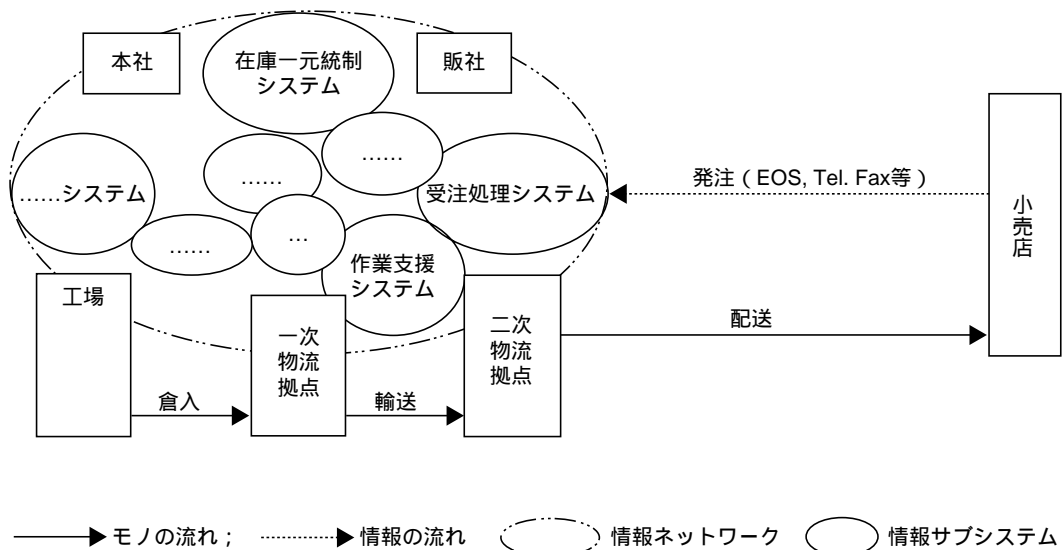 本社
在庫一元統制
システム
販社
……
……
……システム
受注処理システム
発注（EOS, Tel. Fax等）
小売店
……
…
作業支援
システム
工場
一次
物流
拠点
二次
物流
拠点
配送
倉入
輸送
モノの流れ；
情報の流れ
情報ネットワーク
情報サブシステム